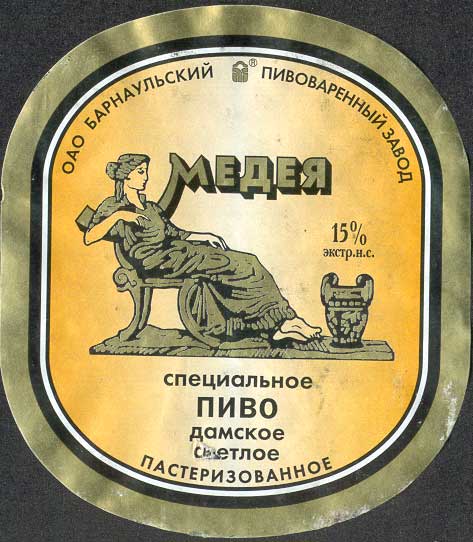 ОАО БАРНАУЛЬСКИЙ ® ПИВОВАРЕННЫЙ ЗАВОД
МЕДЕЯ
15%
экстр.н.с.
специальное
ПИВО
дамское
светлое
ПАСТЕРИЗОВАННОЕ